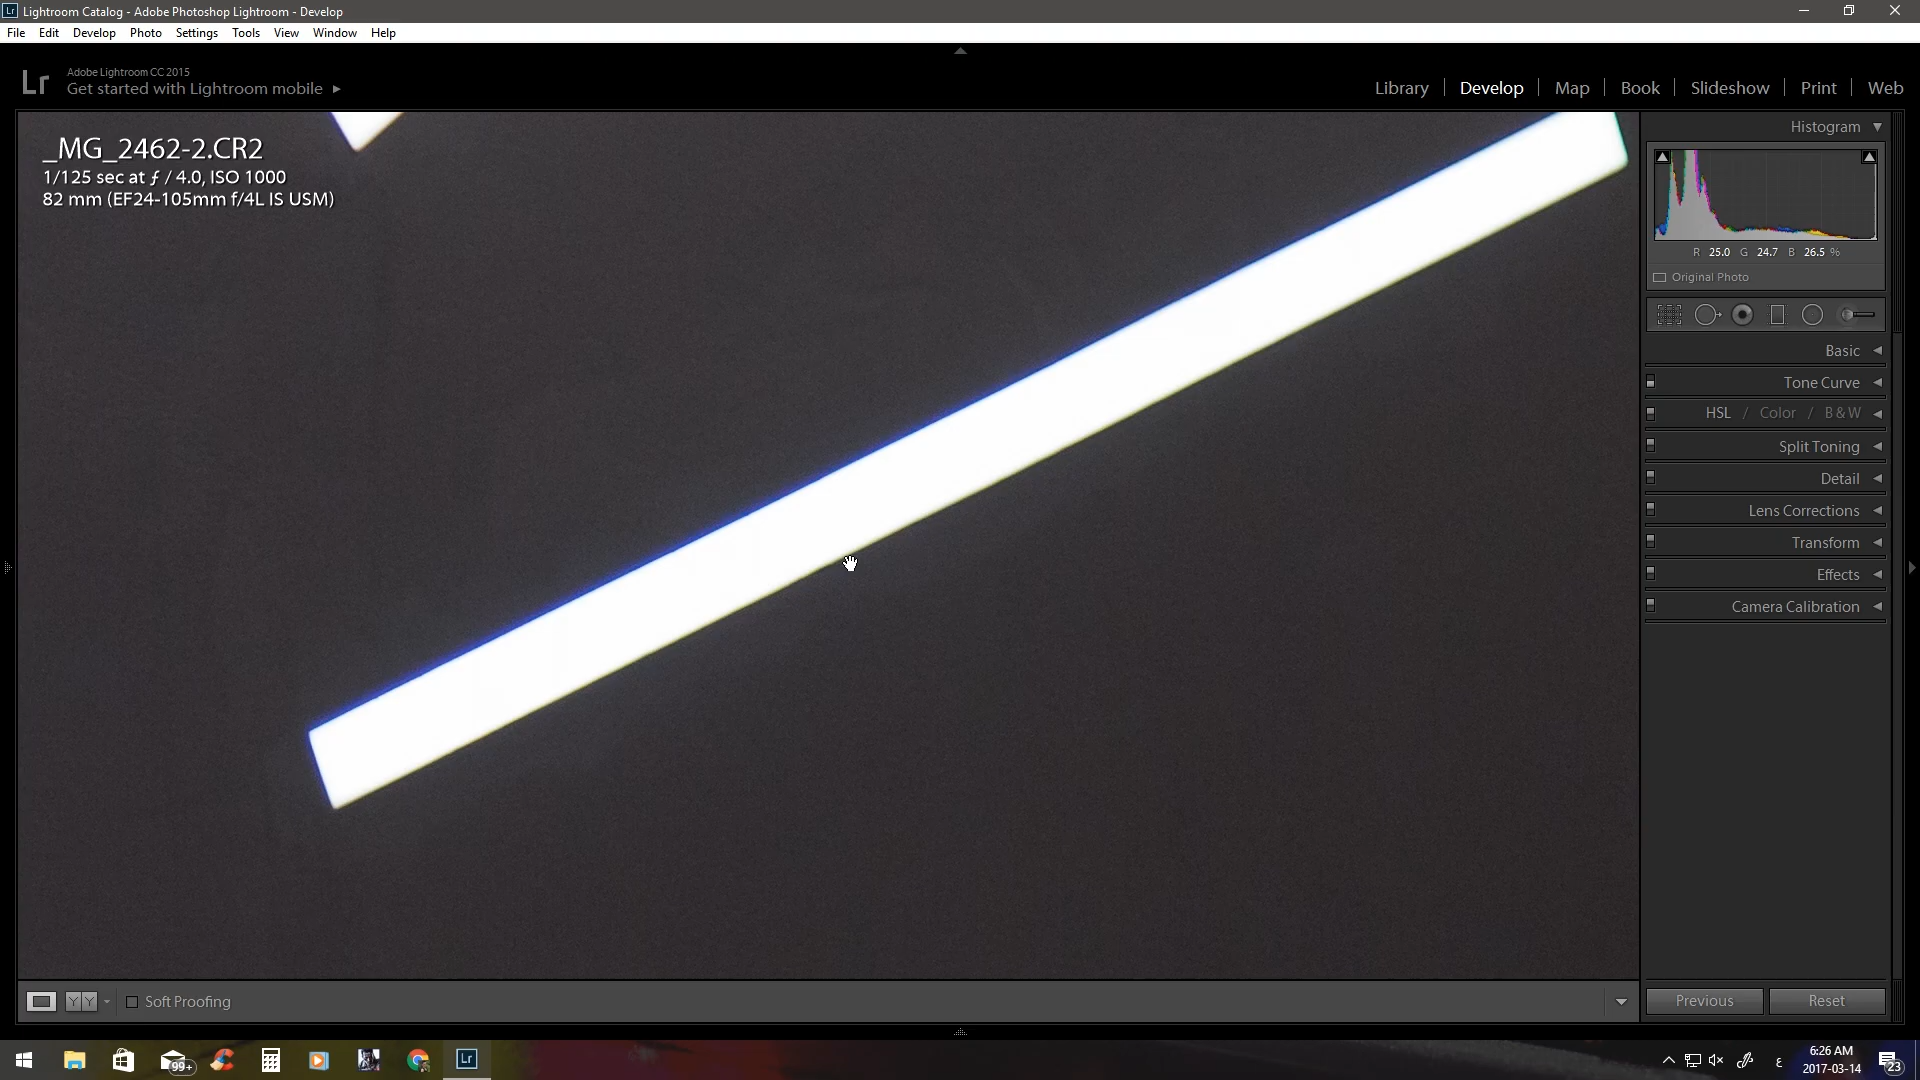 Lightroom Catalog - Adobe Photoshop Lightroom - Develop
File Edit Develop Photo Settings Tools View Window Help
Lr
Adobe Lightroom CC 2015
Get started with Lightroom mobile
Library Develop Map Book Slideshow Print Web
_MG_2462-2.CR2
1/125 sec at ƒ / 4.0, ISO 1000
82 mm (EF24-105mm f/4L IS USM)
Histogram
R 25.0 G 24.7 B 26.5 %
Original Photo
Basic
Tone Curve
HSL / Color / B & W
Split Toning
Detail
Lens Corrections
Transform
Effects
Camera Calibration
YY Soft Proofing
Previous Reset
99+
Lr
ع
6:26 AM
2017-03-14
23